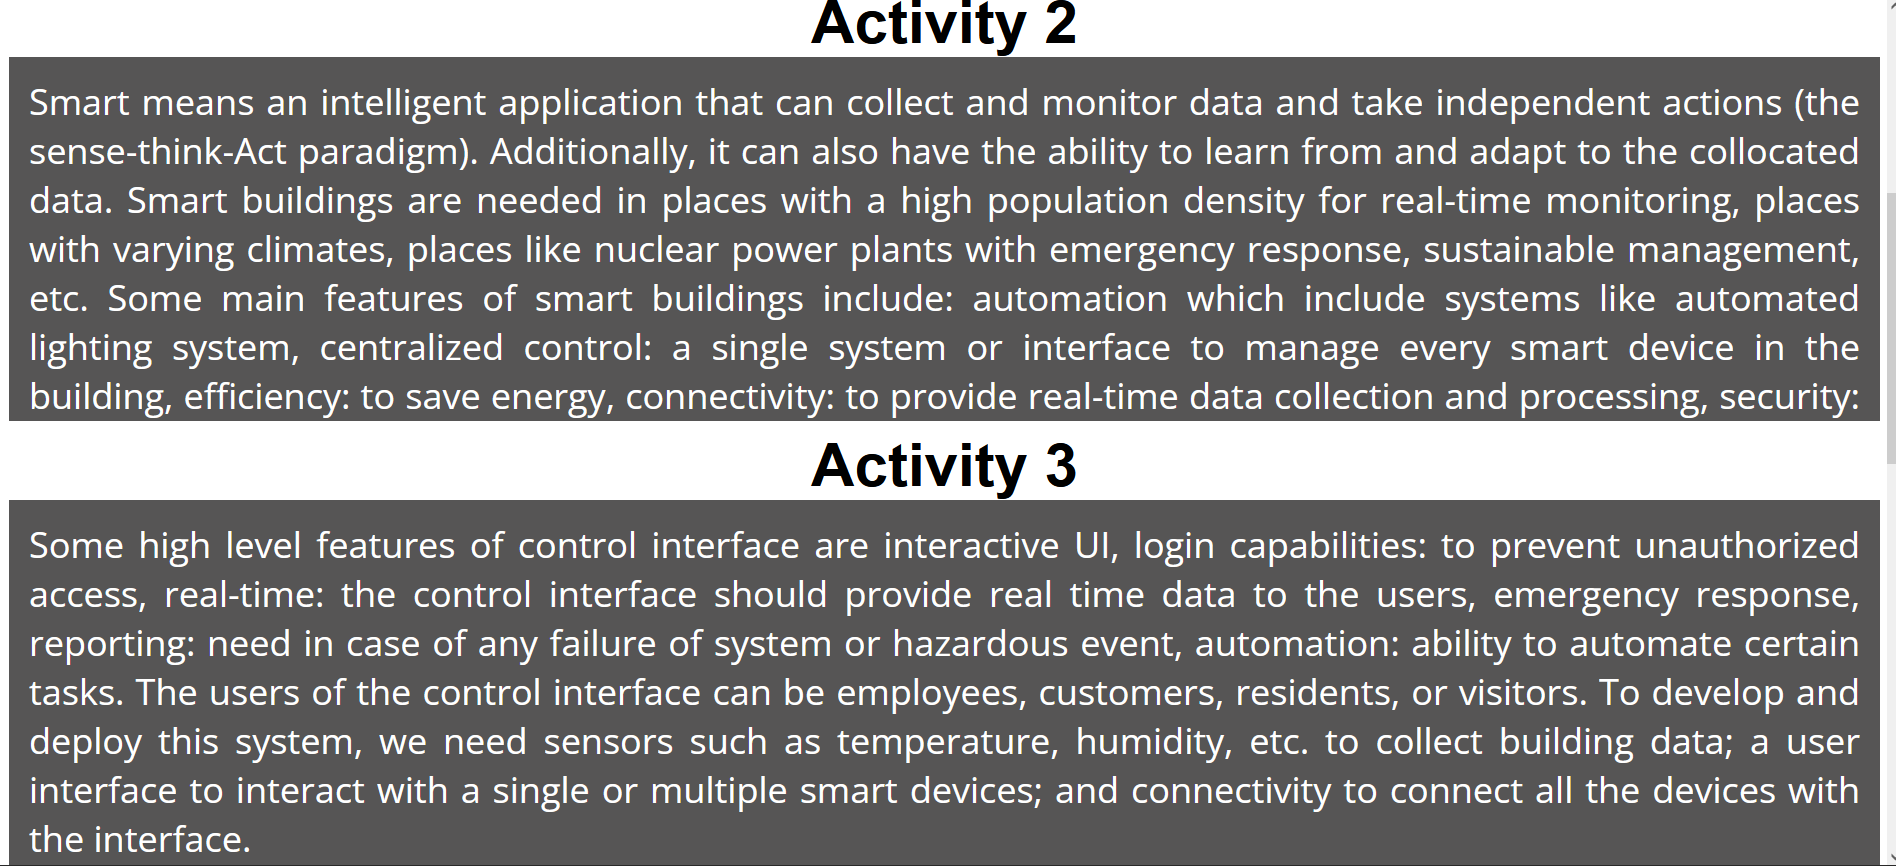 Activity 2
Smart means an intelligent application that can collect and monitor data and take independent actions (the
sense-think-Act paradigm). Additionally, it can also have the ability to learn from and adapt to the collocated
data. Smart buildings are needed in places with a high population density for real-time monitoring, places
with varying climates, places like nuclear power plants with emergency response, sustainable management,
etc. Some main features of smart buildings include: automation which include systems like automated
lighting system, centralized control: a single system or interface to manage every smart device in the
building, efficiency: to save energy, connectivity: to provide real-time data collection and processing, security:
Activity 3
Some high level features of control interface are interactive UI, login capabilities: to prevent unauthorized
access, real-time: the control interface should provide real time data to the users, emergency response,
reporting: need in case of any failure of system or hazardous event, automation: ability to automate certain
tasks. The users of the control interface can be employees, customers, residents, or visitors. To develop and
deploy this system, we need sensors such as temperature, humidity, etc. to collect building data; a user
interface to interact with a single or multiple smart devices; and connectivity to connect all the devices with
the interface.